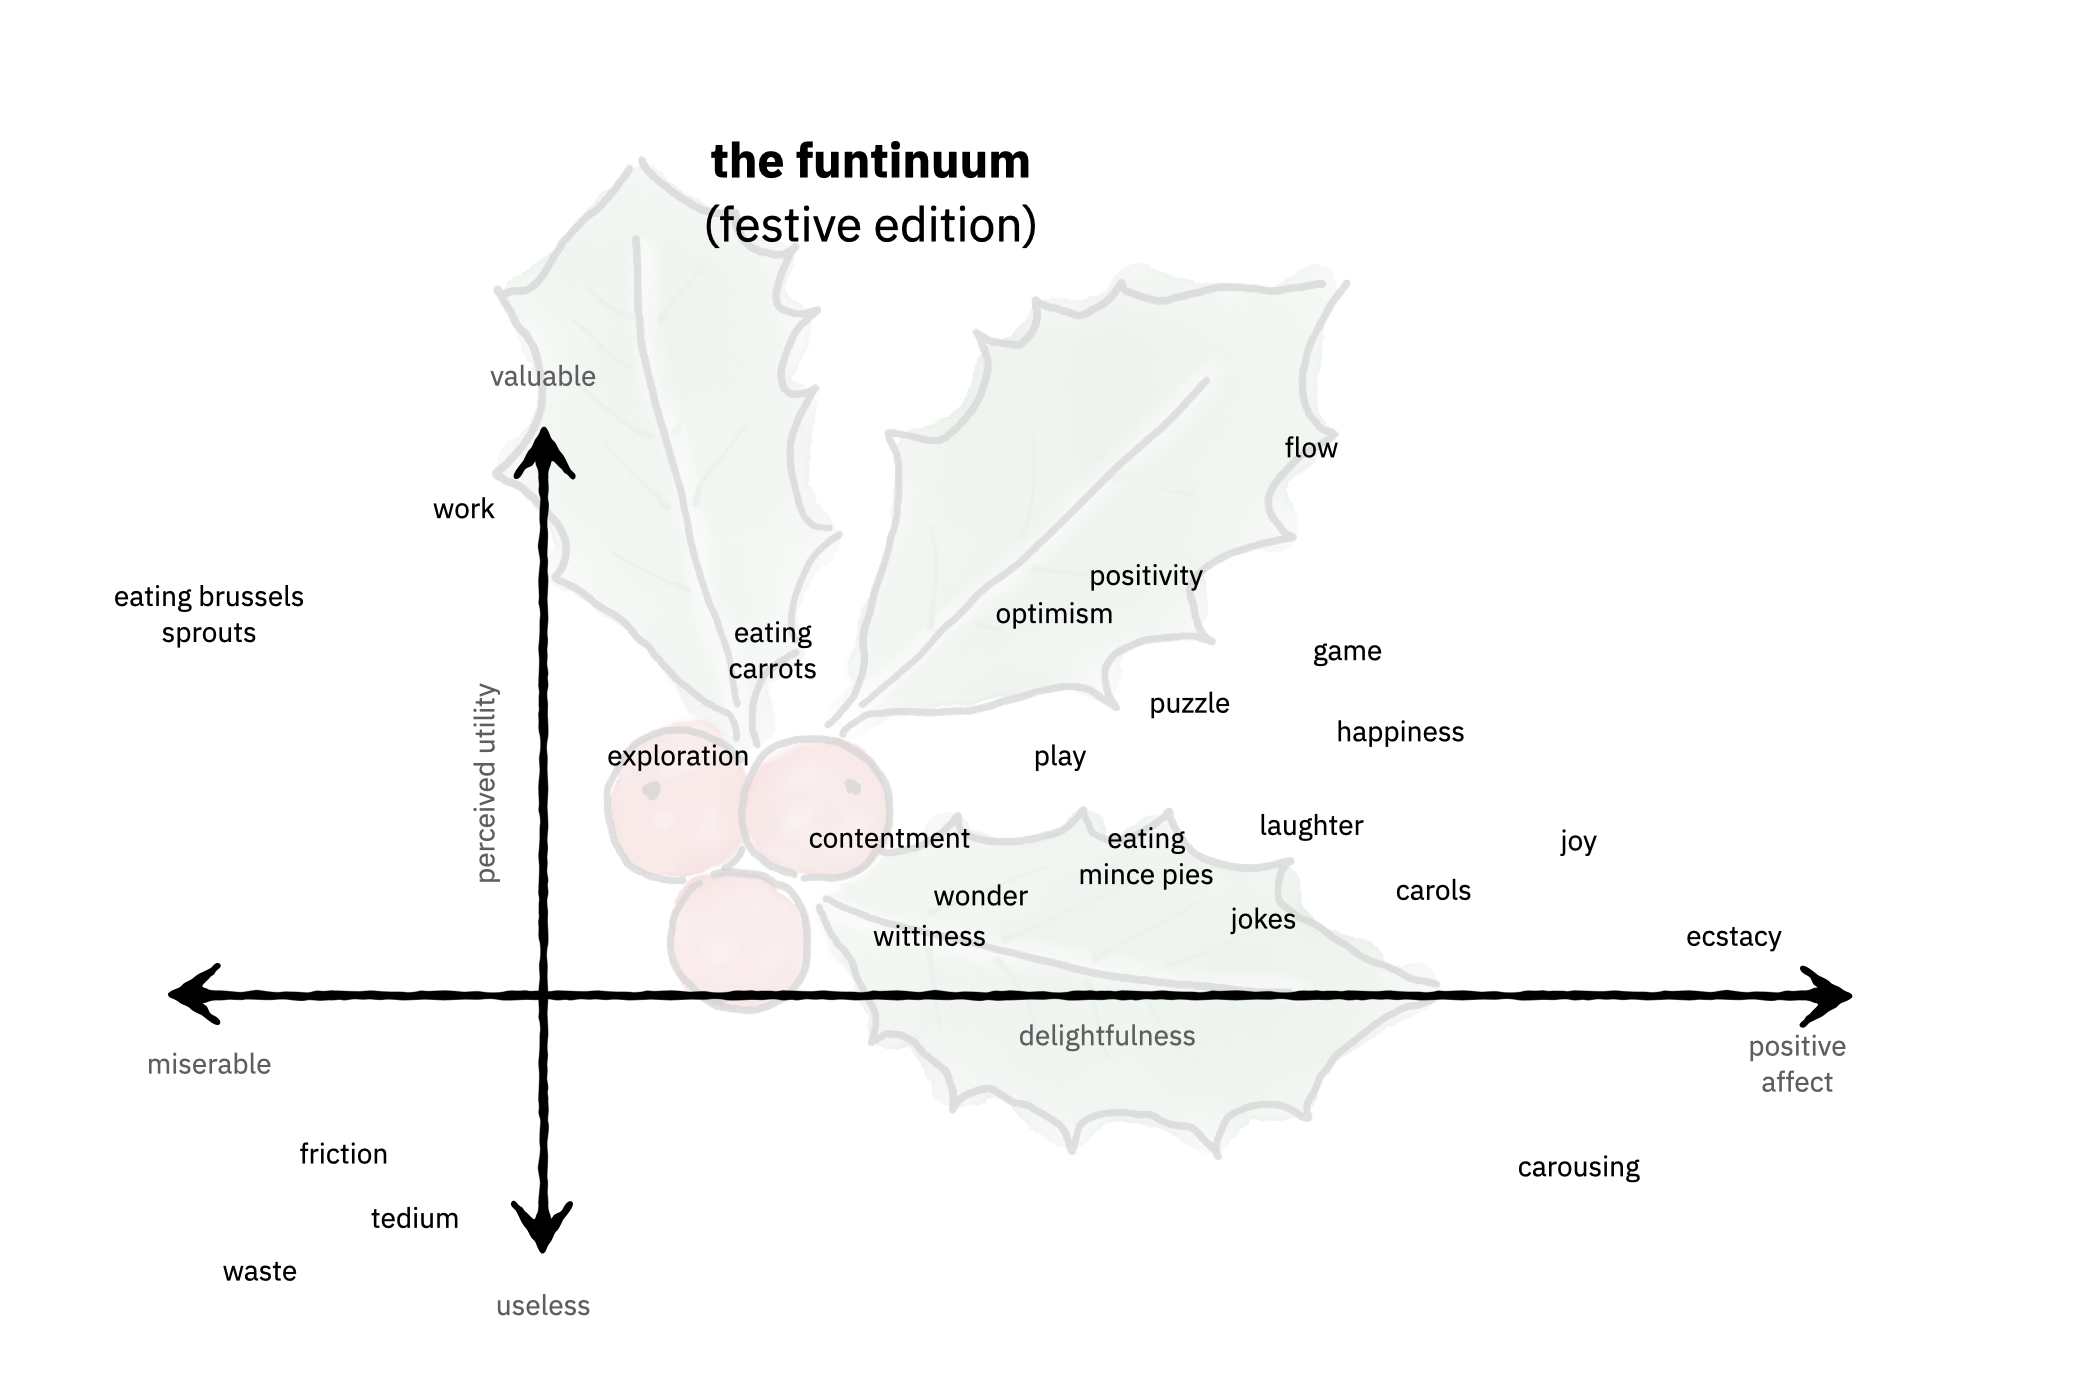 the funtinuum
(festive edition)
valuable
flow
work
positivity
eating brussels
sprouts
optimism
eating
carrots
game
puzzle
happiness
exploration
play
perceived utility
laughter
contentment
eating
mince pies
joy
carols
wonder
jokes
wittiness
ecstacy
delightfulness
miserable
positive
affect
friction
carousing
tedium
waste
useless